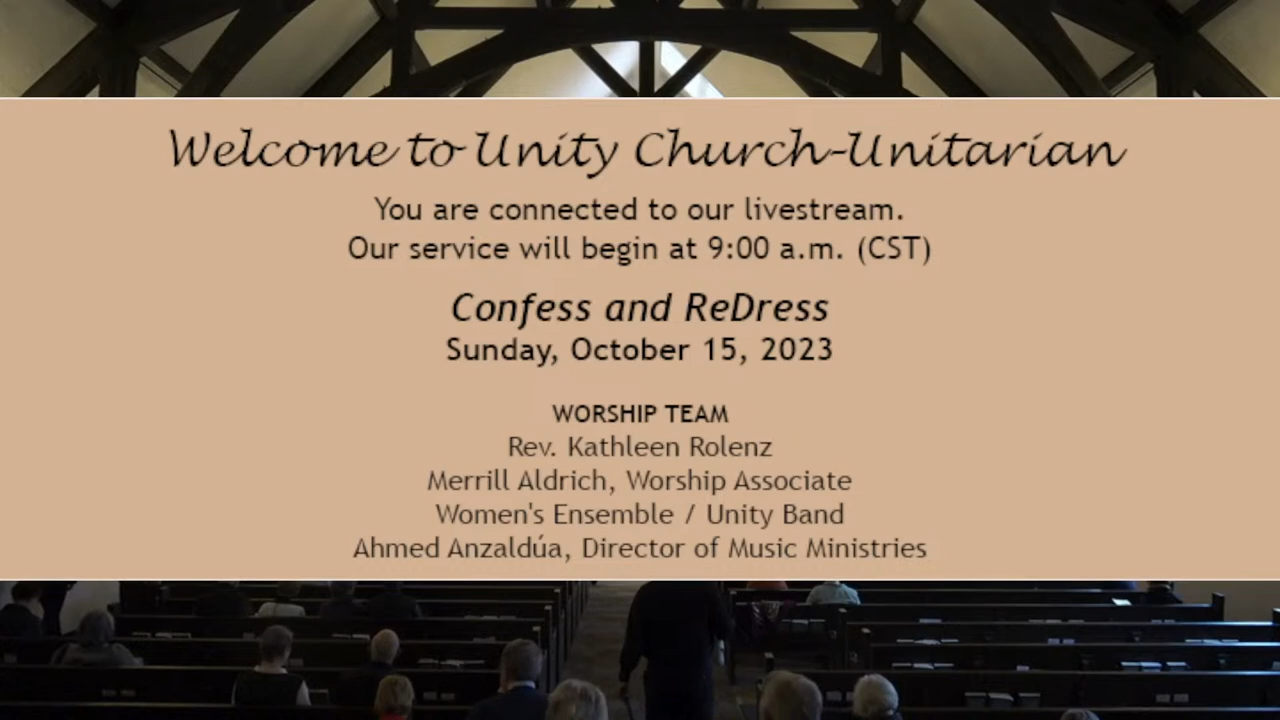 Welcome to Unity Church-Unitarian
You are connected to our livestream.
Our service will begin at 9:00 a.m. (CST)
Confess and ReDress
Sunday, October 15, 2023
WORSHIP TEAM
Rev. Kathleen Rolenz
Merrill Aldrich, Worship Associate
Women's Ensemble / Unity Band
Ahmed Anzaldúa, Director of Music Ministries